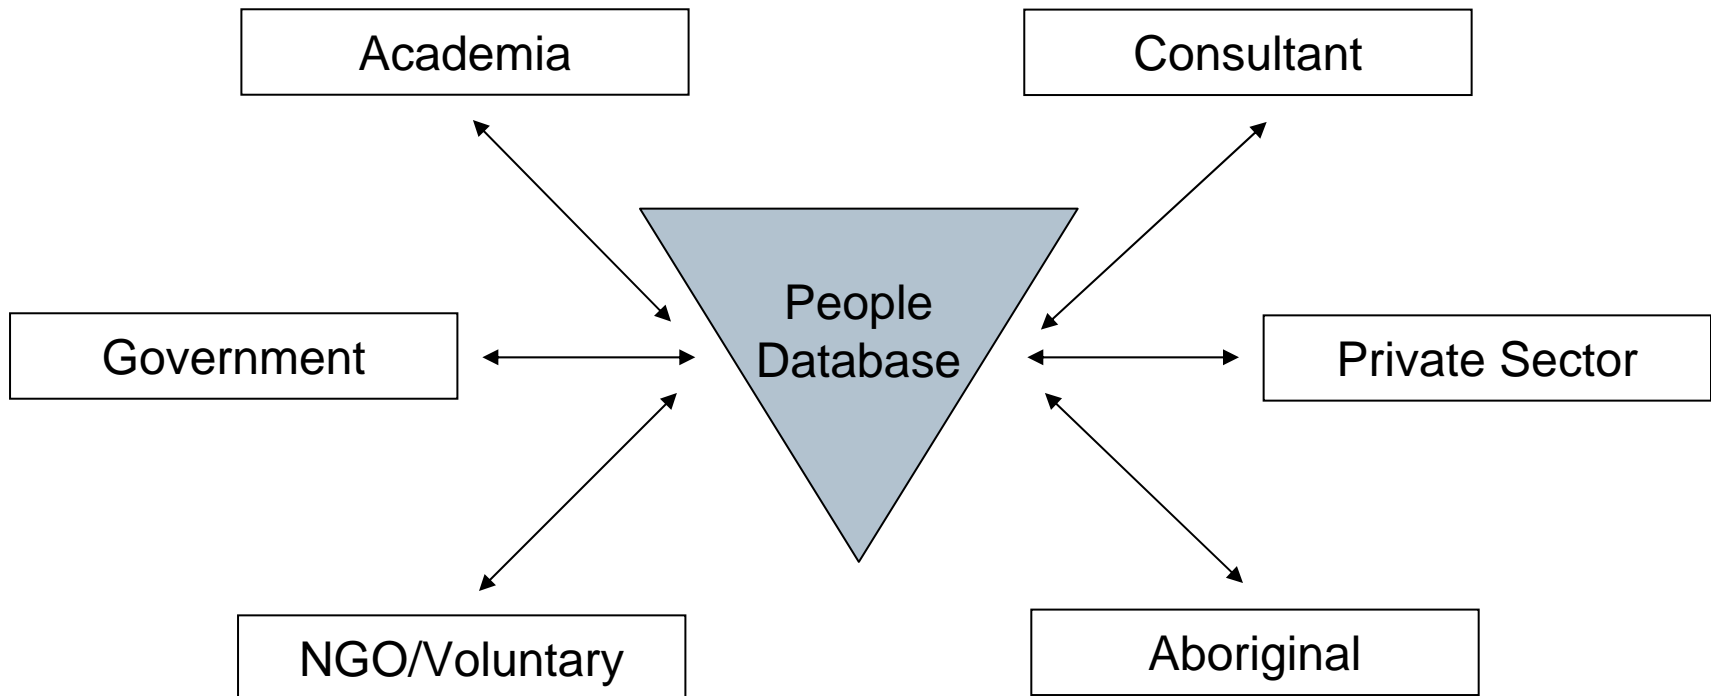 Academia
Consultant
People
Database
Government
Private Sector
NGO/Voluntary
Aboriginal